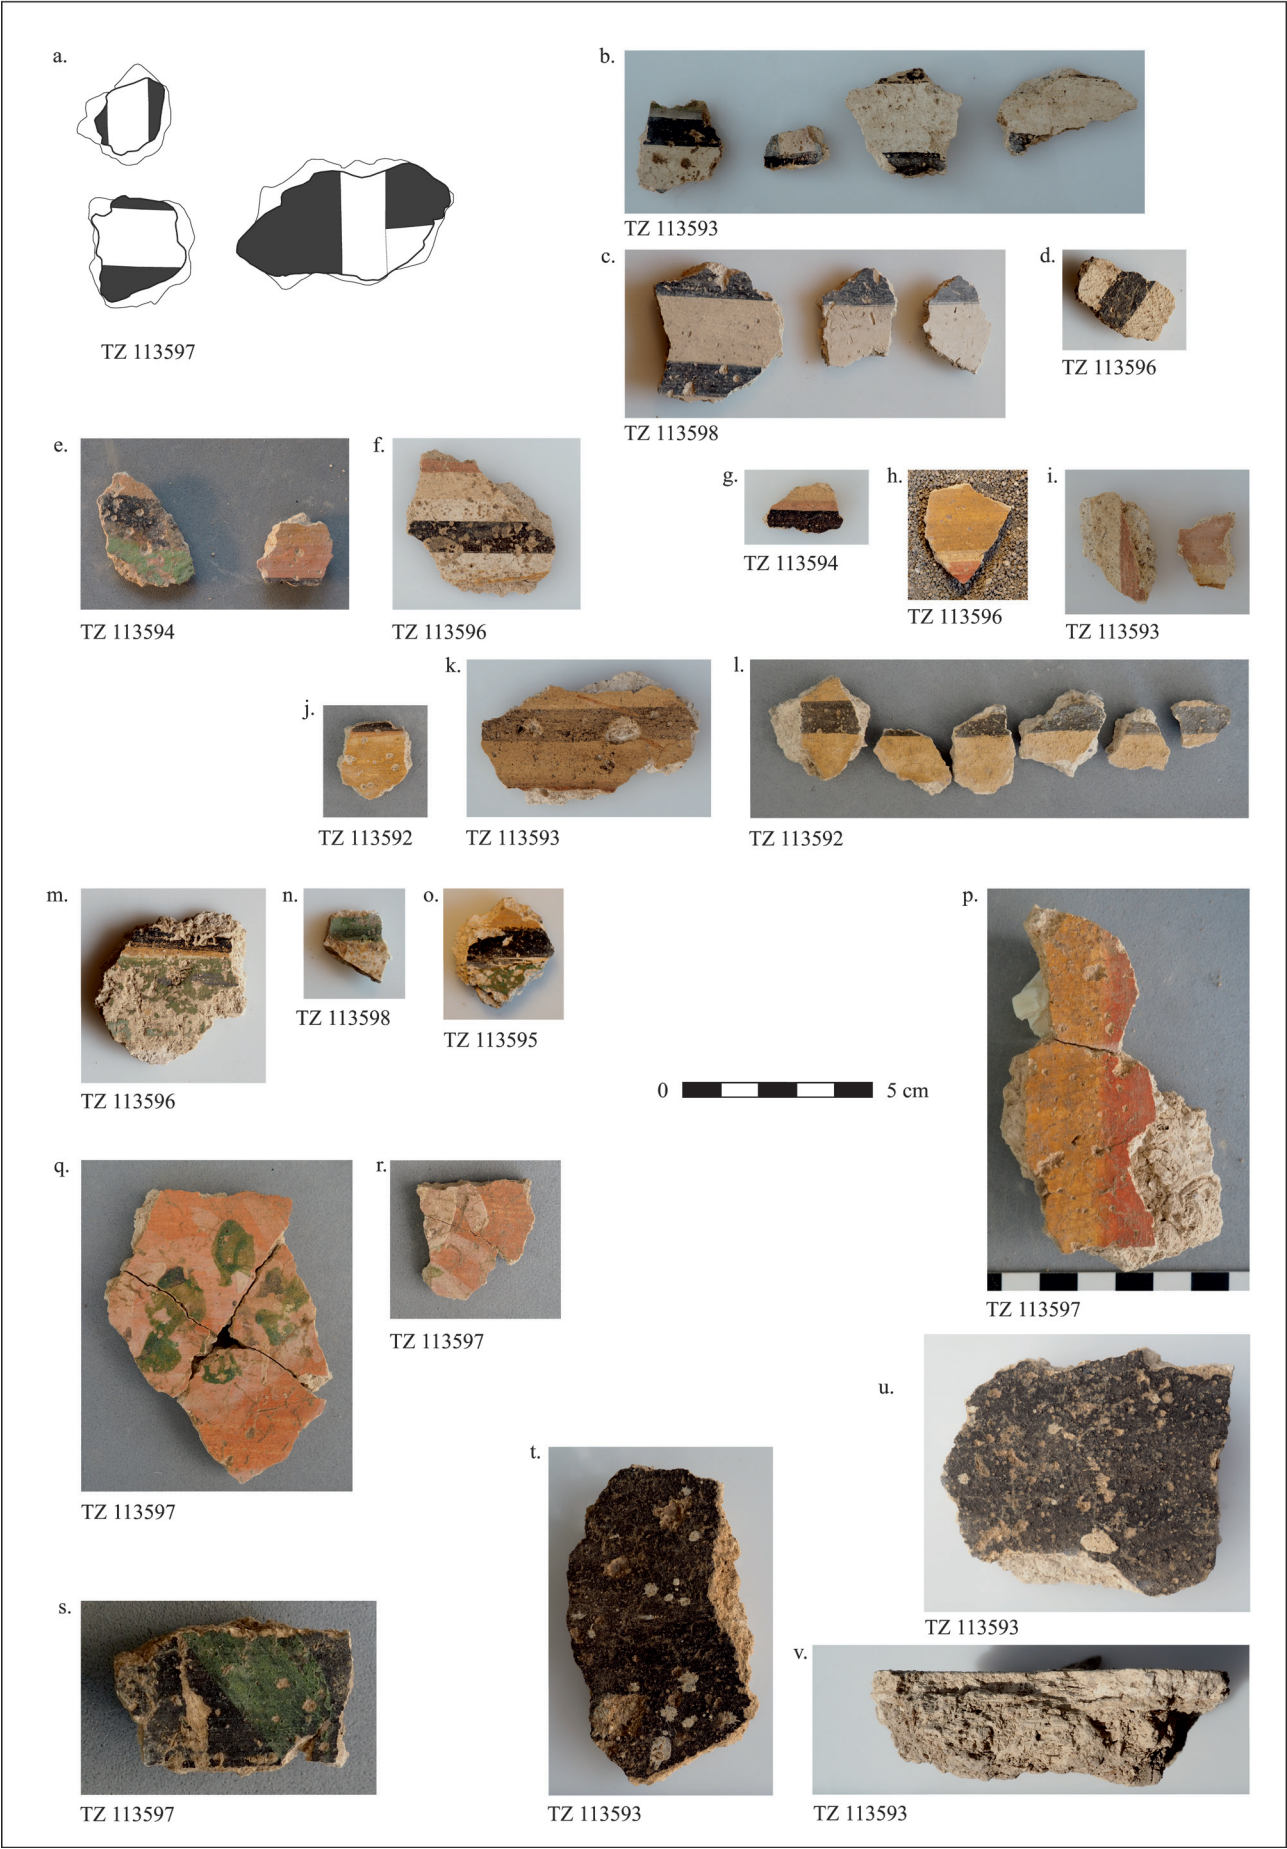 a.
TZ 113597
b.
TZ 113593
c.
TZ 113598
d.
TZ 113596
e.
TZ 113594
f.
TZ 113596
g.
TZ 113594
h.
TZ 113596
i.
TZ 113593
j.
TZ 113592
k.
TZ 113593
l.
TZ 113592
m.
TZ 113596
n.
TZ 113598
o.
TZ 113595
p.
TZ 113597
0 5 cm
q.
TZ 113597
r.
TZ 113597
s.
TZ 113597
t.
TZ 113593
u.
TZ 113593
v.
TZ 113593